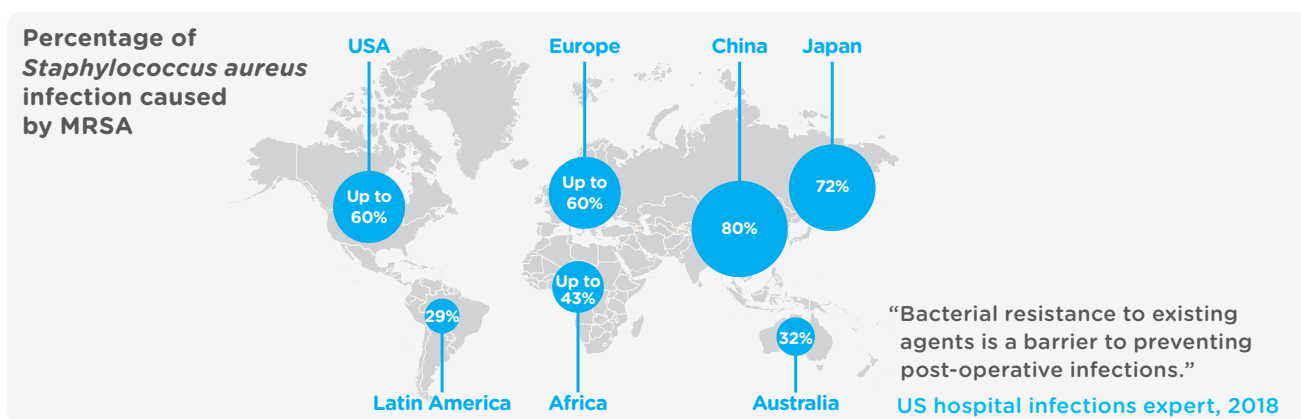 Percentage of
Staphylococcus aureus
infection caused
by MRSA
USA
Europe
China
Japan
Up to
60%
Up to
60%
80%
72%
Up to
43%
29%
32%
Latin America
Africa
Australia
“Bacterial resistance to existing
agents is a barrier to preventing
post-operative infections.”
US hospital infections expert, 2018